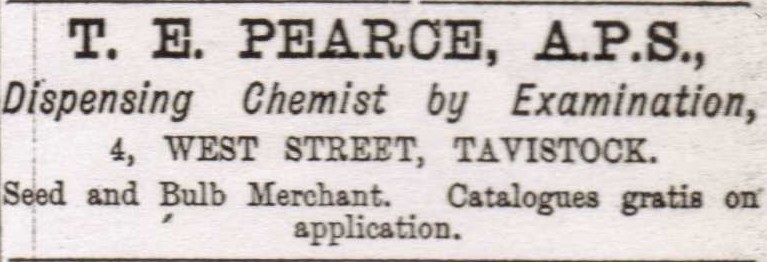 T. E. PEARCE, A.P.S.,
Dispensing Chemist by Examination,
4, WEST STREET, TAVISTOCK.
Seed and Bulb Merchant. Catalogues gratis on
application.